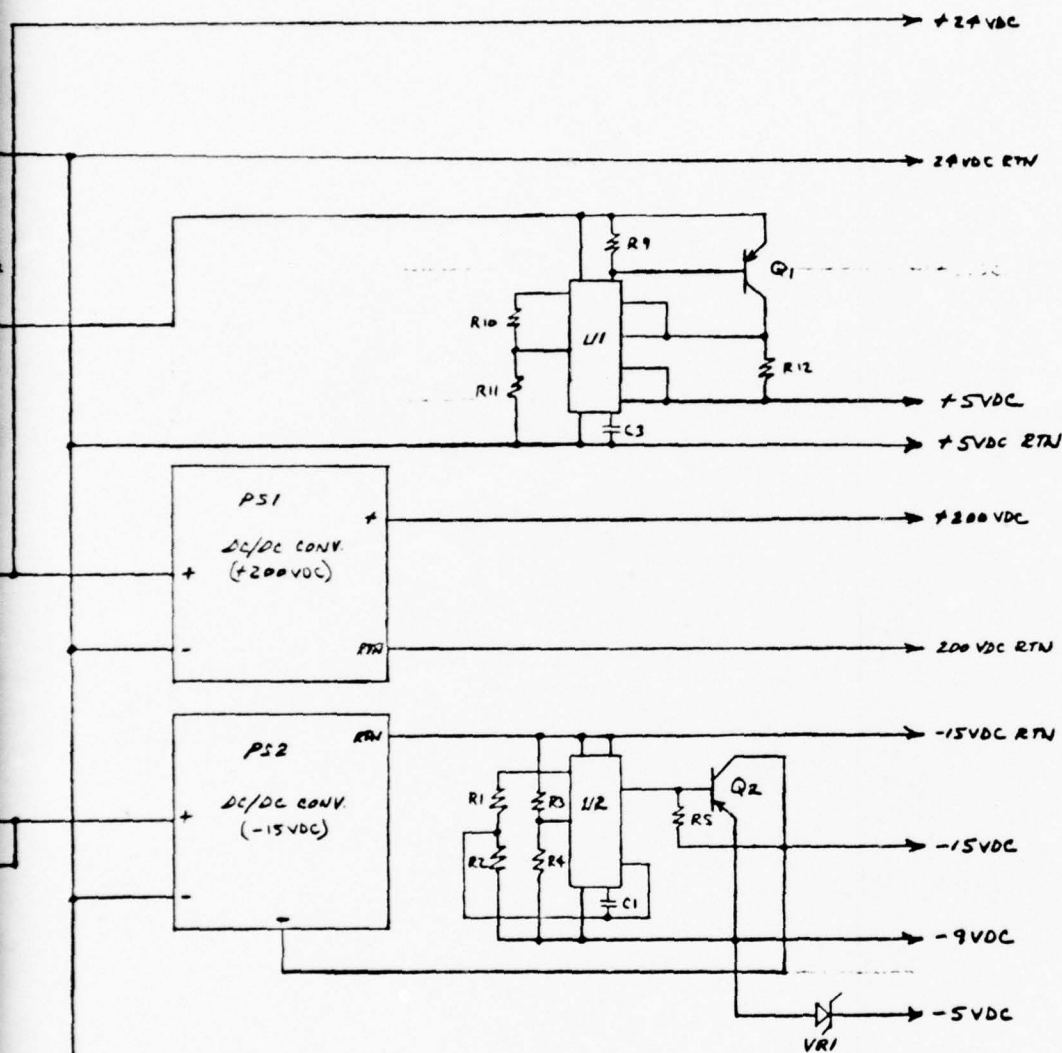 +24 VDC
24 VDC RTN
R9
Q1
R10
U1
R11
R12
+5VDC
C3
+5VDC RTN
PS1
+
+200 VDC
DC/DC CONV.
(+200VDC)
+
-
RTN
200 VDC RTN
RTN
-15VDC RTN
PS2
R1
R3
U2
Q2
DC/DC CONV.
(-15 VDC)
+
R5
-15VDC
R2
R4
-
C1
-
-9VDC
-5VDC
VR1